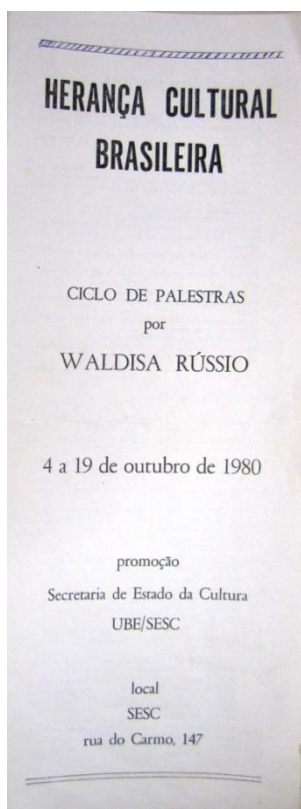 HERANÇA CULTURAL
BRASILEIRA
CICLO DE PALESTRAS
por
WALDISA RÚSSIO
4 a 19 de outubro de 1980
promoção
Secretaria de Estado da Cultura
UBE/SESC
local
SESC
rua do Carmo, 147